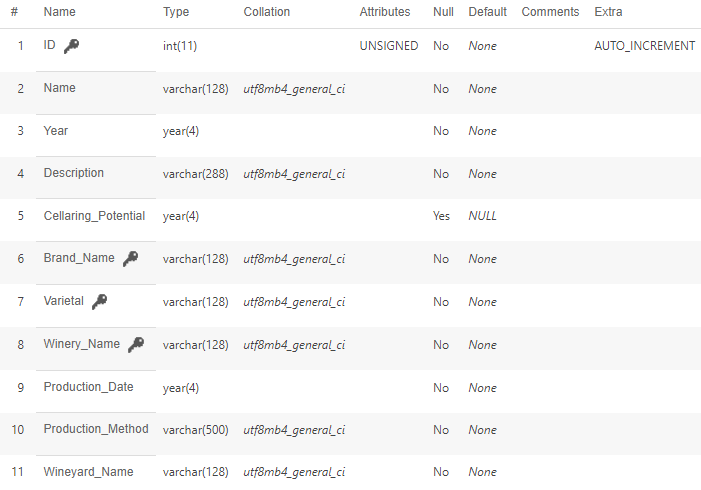 # Name Type Collation Attributes Null Default Comments Extra
1 ID int(11) UNSIGNED No None AUTO_INCREMENT
2 Name varchar(128) utf8mb4_general_ci No None
3 Year year(4) No None
4 Description varchar(288) utf8mb4_general_ci No None
5 Cellaring_Potential year(4) Yes NULL
6 Brand_Name varchar(128) utf8mb4_general_ci No None
7 Varietal varchar(128) utf8mb4_general_ci No None
8 Winery_Name varchar(128) utf8mb4_general_ci No None
9 Production_Date year(4) No None
10 Production_Method varchar(500) utf8mb4_general_ci No None
11 Wineyard_Name varchar(128) utf8mb4_general_ci No None